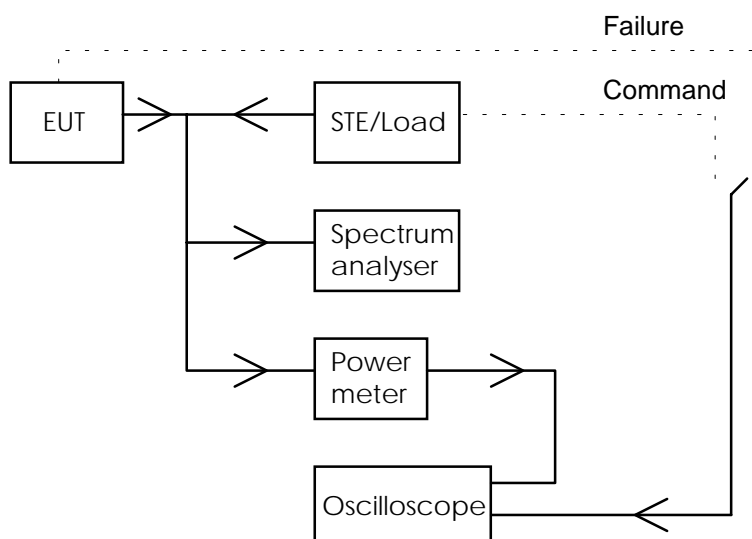 Failure
EUT
STE/Load
Command
Spectrum
analyser
Power
meter
Oscilloscope